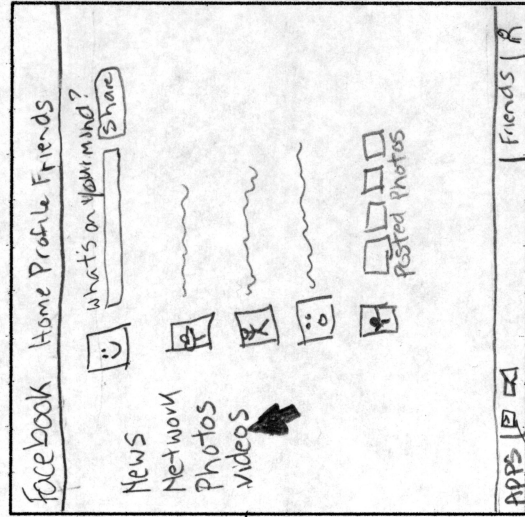 Facebook Home Profile Friends
what's on your mind?
Share
News
Network
Photos
videos
Posted Photos
APPS
Friends